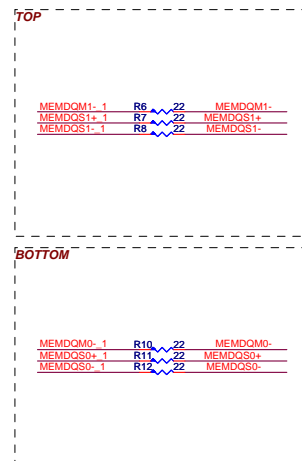 TOP
MEMDQM1-_1 R6 22 MEMDQM1-
MEMDQS1+_1 R7 22 MEMDQS1+
MEMDQS1-_1 R8 22 MEMDQS1-
BOTTOM
MEMDQM0-_1 R10 22 MEMDQM0-
MEMDQS0+_1 R11 22 MEMDQS0+
MEMDQS0-_1 R12 22 MEMDQS0-